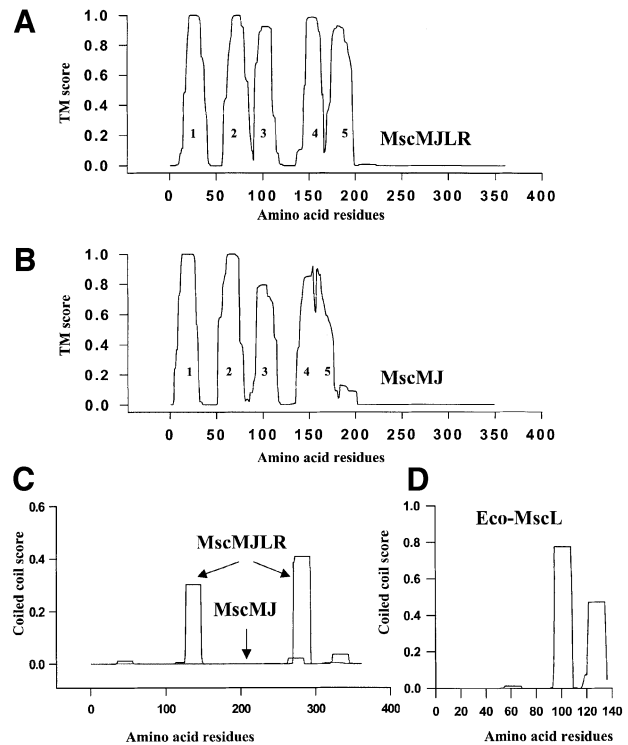 A
TM score
1.0
0.8
0.6
0.4
0.2
0.0
1 2 3 4 5
MscMJLR
0 50 100 150 200 250 300 350 400
Amino acid residues
B
TM score
1.0
0.8
0.6
0.4
0.2
0.0
1 2 3 4 5
MscMJ
0 50 100 150 200 250 300 350 400
Amino acid residues
C
Coiled coil score
0.6
0.4
0.2
0.0
MscMJLR
MscMJ
0 100 200 300 400
Amino acid residues
D
Eco-MscL
Coiled coil score
1.0
0.8
0.6
0.4
0.2
0.0
0 20 40 60 80 100 120 140
Amino acid residues